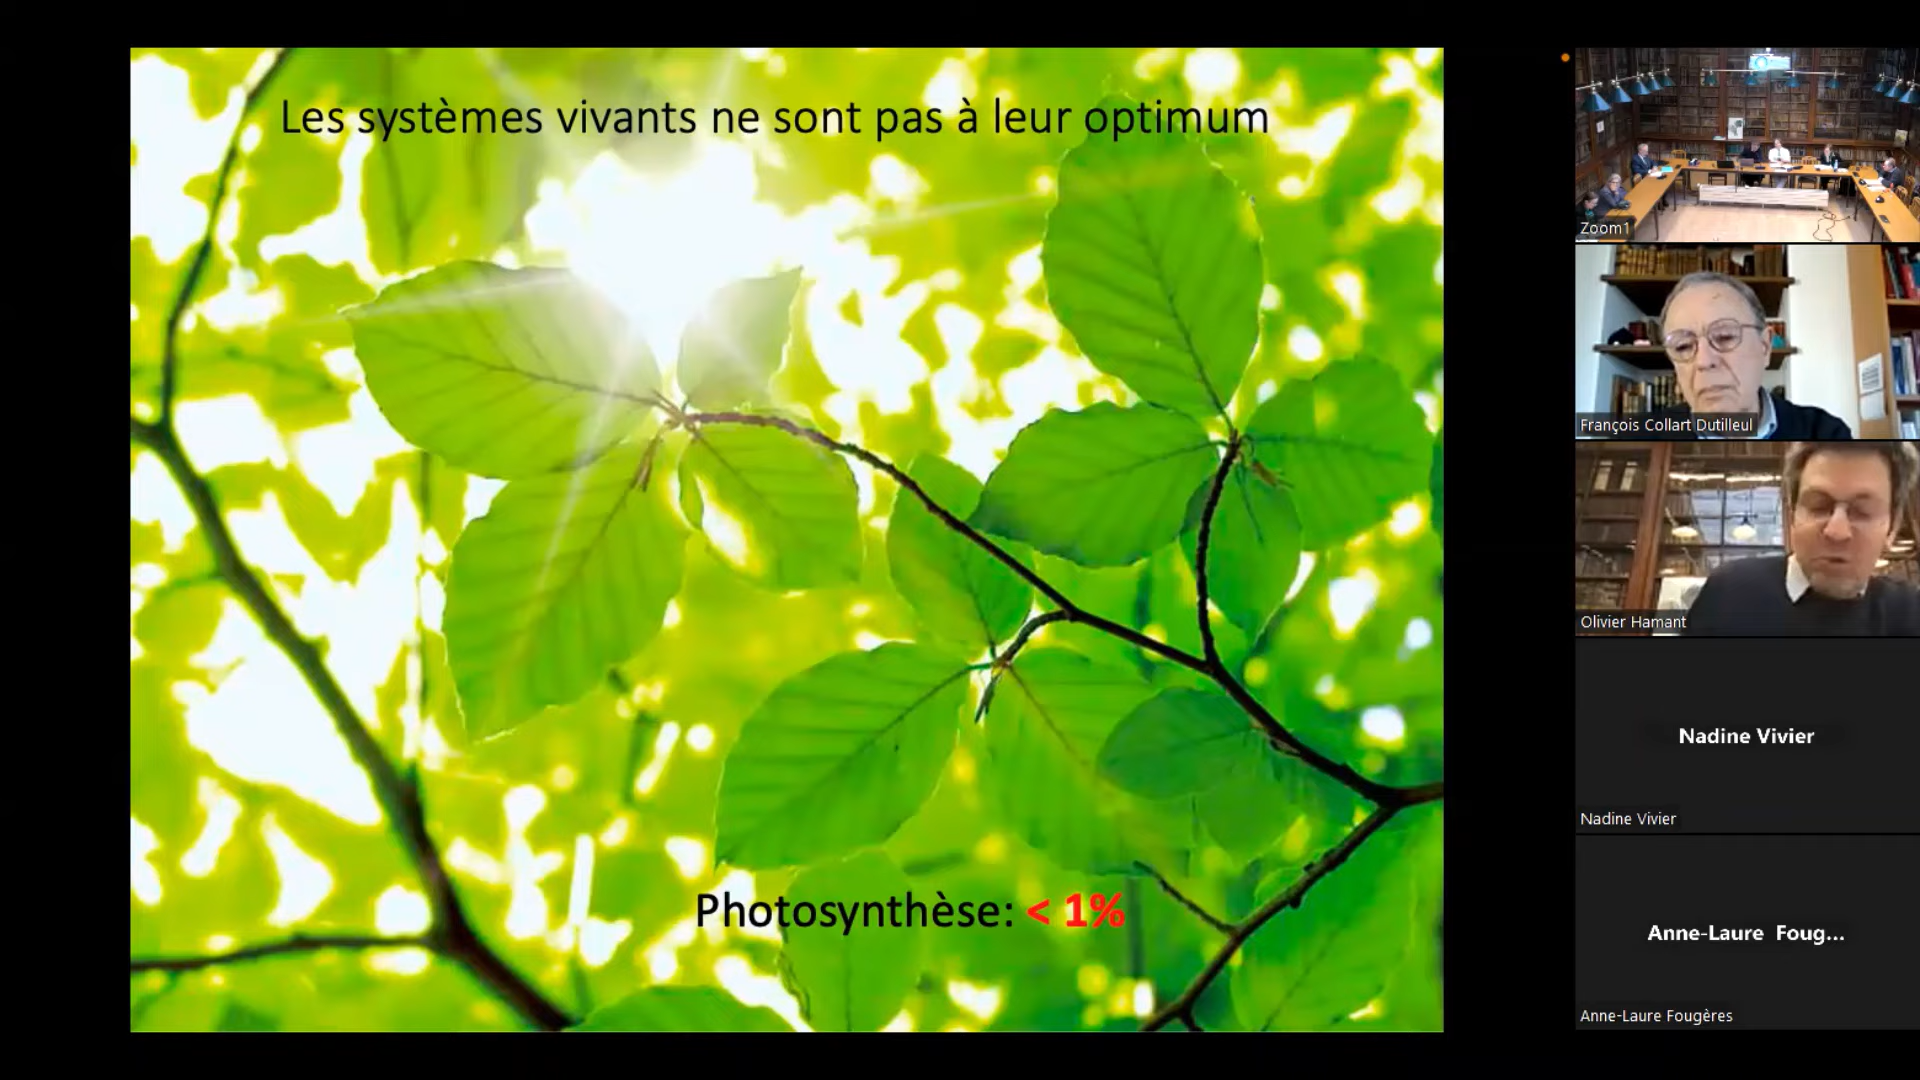 Les systèmes vivants ne sont pas à leur optimum
Photosynthèse: < 1%
Zoom1
François Collart Dutilleul
Olivier Hamant
Nadine Vivier
Nadine Vivier
Anne-Laure Foug...
Anne-Laure Fougères